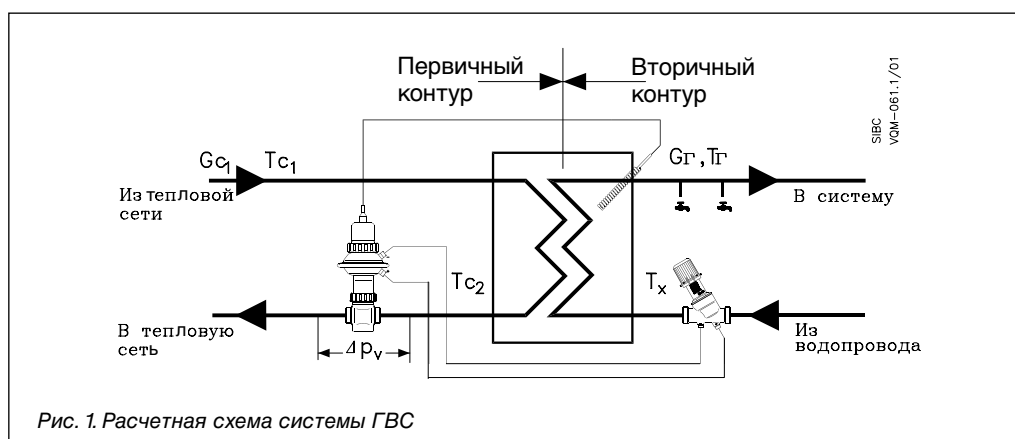 Первичный
контур
Вторичный
контур
SIBC
VQM–061.1/01
Gc₁ Tc₁
Из тепловой
сети
Gг,Tг
В систему
Tc₂
Tх
В тепловую
сеть
Δpᵥ
Из
водопровода
Рис. 1. Расчетная схема системы ГВС